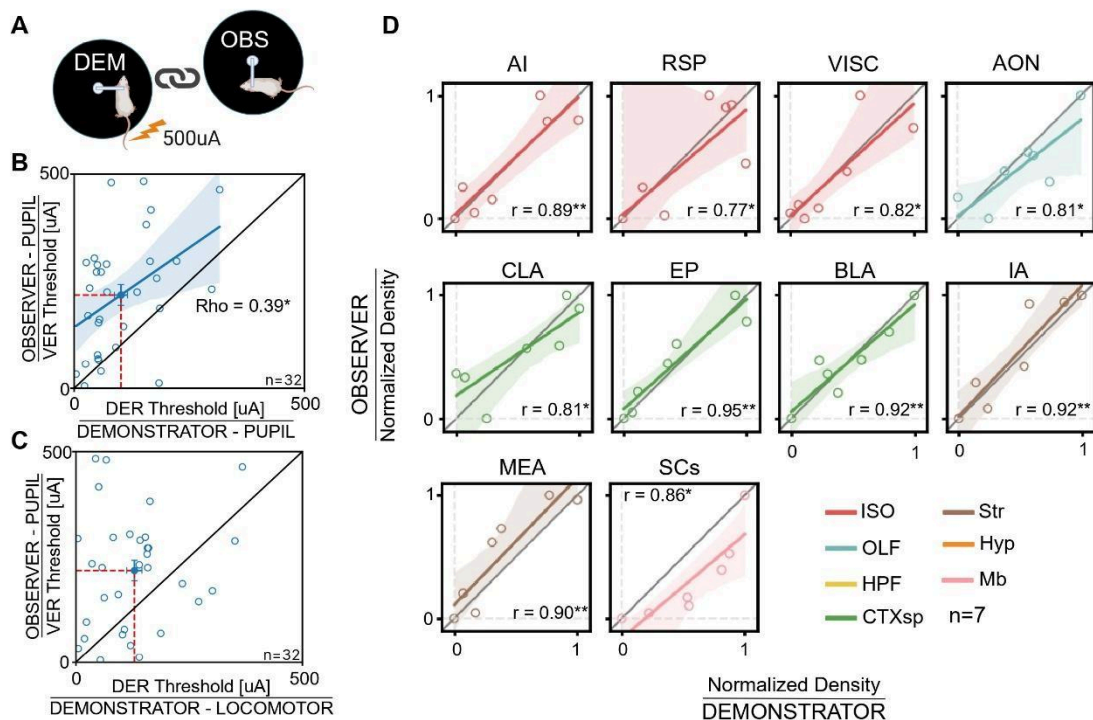 A
DEM
OBS
500uA
B
OBSERVER - PUPIL
VER Threshold [uA]
500
0
Rho = 0.39*
n=32
0
500
DER Threshold [uA]
DEMONSTRATOR - PUPIL
C
OBSERVER - PUPIL
VER Threshold [uA]
500
0
n=32
0
500
DER Threshold [uA]
DEMONSTRATOR - LOCOMOTOR
D
AI
RSP
VISC
AON
1
0
r = 0.89**
r = 0.77*
r = 0.82*
r = 0.81*
CLA
EP
BLA
IA
1
0
r = 0.81*
r = 0.95**
r = 0.92**
r = 0.92**
0
1
0
1
MEA
SCs
1
0
r = 0.90**
r = 0.86*
0
1
0
1
OBSERVER
Normalized Density
Normalized Density
DEMONSTRATOR
ISO
OLF
HPF
CTXsp
Str
Hyp
Mb
n=7